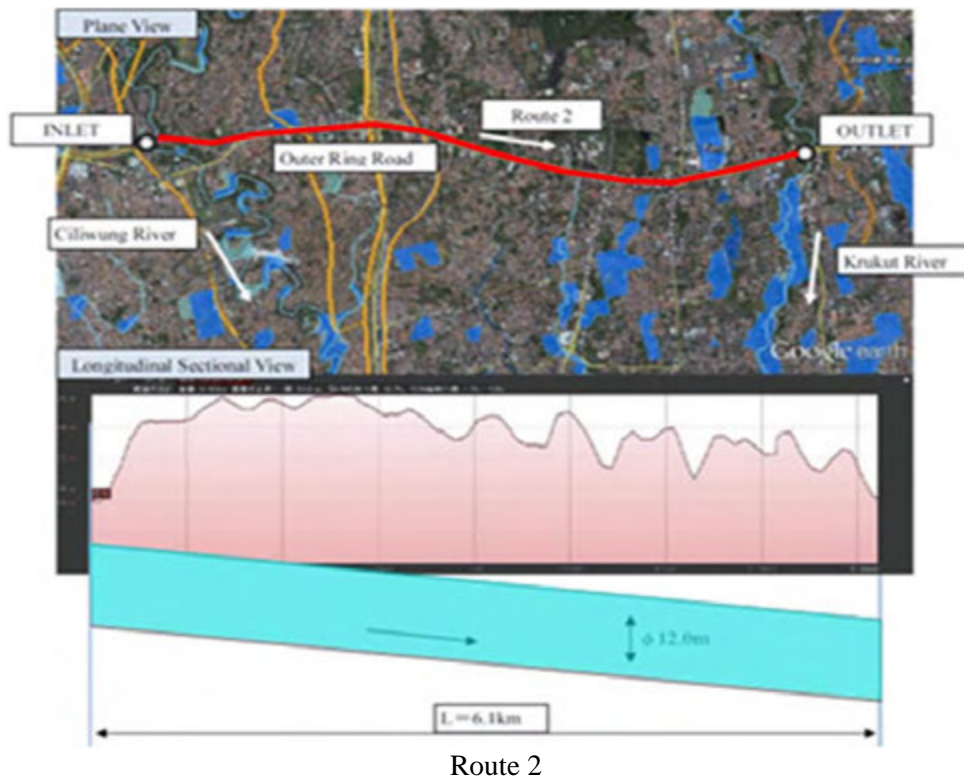 Plane View
INLET
Route 2
OUTLET
Outer Ring Road
Ciliwung River
Krukut River
Google earth
Longitudinal Sectional View
ϕ 12.0m
L=6.1km
Route 2